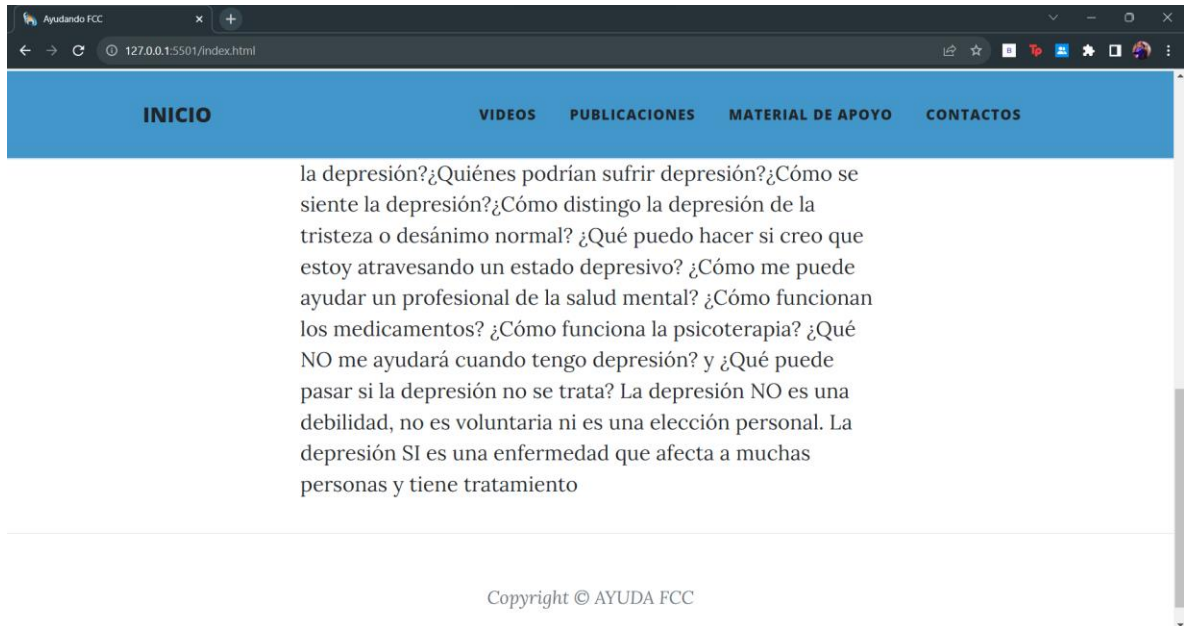 Ayudando FCC
127.0.0.1:5501/index.html
INICIO VIDEOS PUBLICACIONES MATERIAL DE APOYO CONTACTOS
la depresión?¿Quiénes podrían sufrir depresión?¿Cómo se
siente la depresión?¿Cómo distingo la depresión de la
tristeza o desánimo normal? ¿Qué puedo hacer si creo que
estoy atravesando un estado depresivo? ¿Cómo me puede
ayudar un profesional de la salud mental? ¿Cómo funcionan
los medicamentos? ¿Cómo funciona la psicoterapia? ¿Qué
NO me ayudará cuando tengo depresión? y ¿Qué puede
pasar si la depresión no se trata? La depresión NO es una
debilidad, no es voluntaria ni es una elección personal. La
depresión SI es una enfermedad que afecta a muchas
personas y tiene tratamiento
Copyright © AYUDA FCC